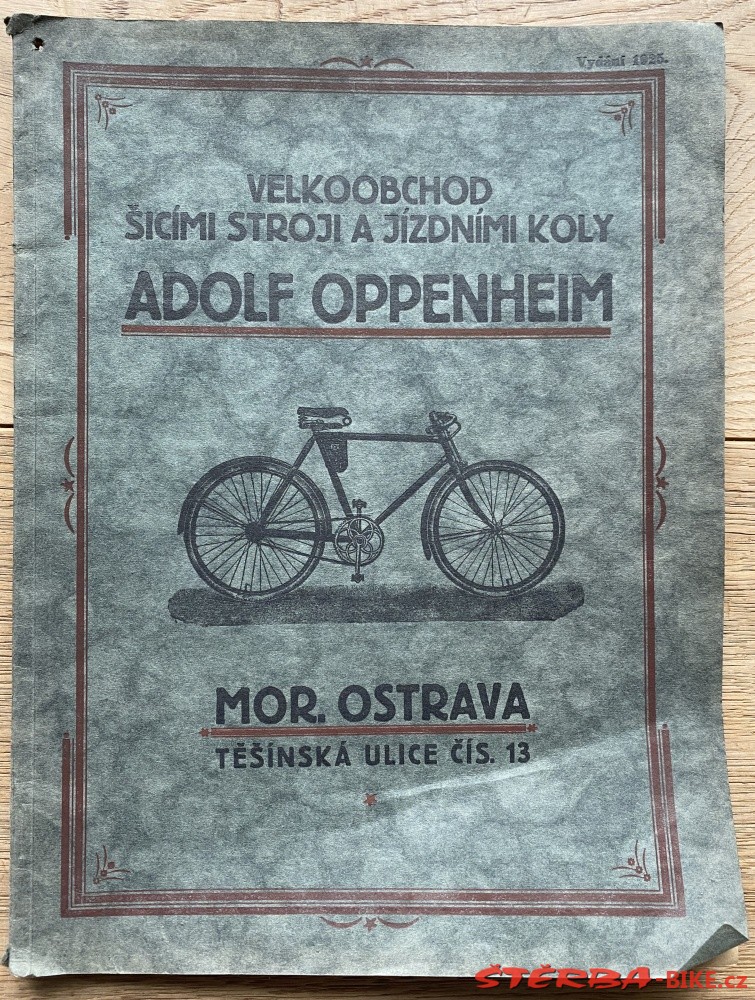 Vydání 1925.
VELKOOBCHOD
ŠICÍMI STROJI A JÍZDNÍMI KOLY
ADOLF OPPENHEIM
MOR. OSTRAVA
TĚŠÍNSKÁ ULICE ČÍS. 13
ŠTĚRBA-BIKE.cz